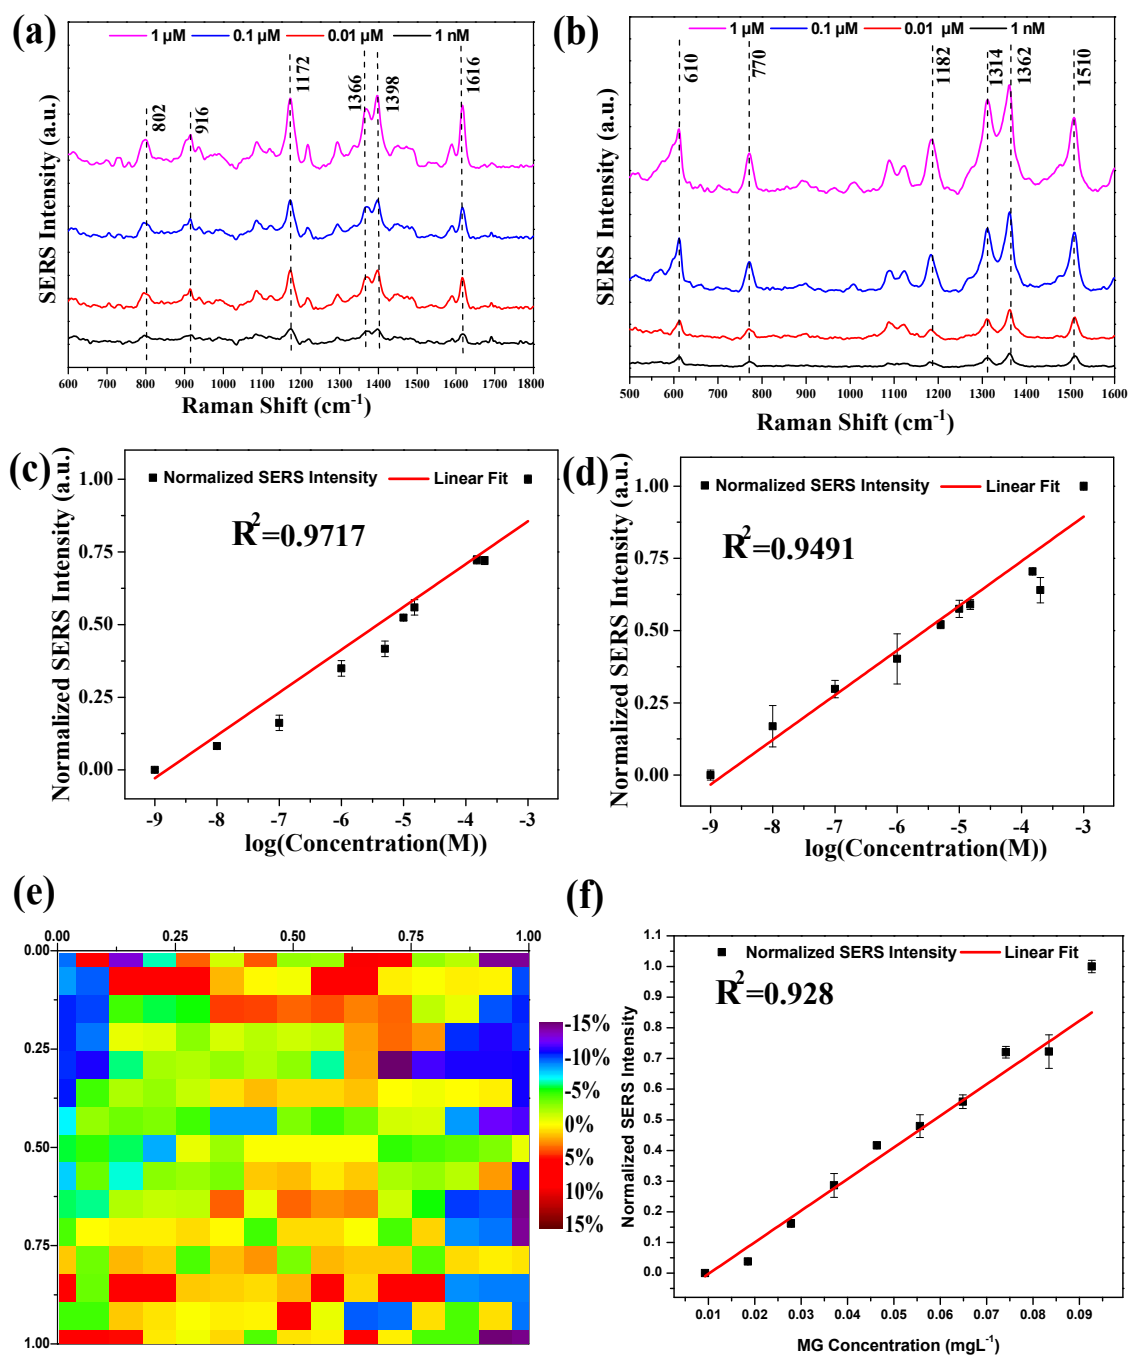 (a)
1 µM 0.1 µM 0.01 µM 1 nM
802
916
1172
1366
1398
1616
SERS Intensity (a.u.)
600 700 800 900 1000 1100 1200 1300 1400 1500 1600 1700 1800
Raman Shift (cm-1)
(b)
1 µM 0.1 µM 0.01 µM 1 nM
610
770
1182
1314
1362
1510
SERS Intensity (a.u.)
500 600 700 800 900 1000 1100 1200 1300 1400 1500 1600
Raman Shift (cm-1)
(c)
Normalized SERS Intensity Linear Fit
R2=0.9717
Normalized SERS Intensity (a.u.)
1.00
0.75
0.50
0.25
0.00
-9 -8 -7 -6 -5 -4 -3
log(Concentration(M))
(d)
Normalized SERS Intensity Linear Fit
R2=0.9491
Normalized SERS Intensity (a.u.)
1.00
0.75
0.50
0.25
0.00
-9 -8 -7 -6 -5 -4 -3
log(Concentration(M))
(e)
0.00 0.25 0.50 0.75 1.00
0.00
0.25
0.50
0.75
1.00
-15%
-10%
-5%
0%
5%
10%
15%
(f)
Normalized SERS Intensity Linear Fit
R2=0.928
Normalized SERS Intensity
1.1
1.0
0.9
0.8
0.7
0.6
0.5
0.4
0.3
0.2
0.1
0.0
0.01 0.02 0.03 0.04 0.05 0.06 0.07 0.08 0.09
MG Concentration (mgL-1)